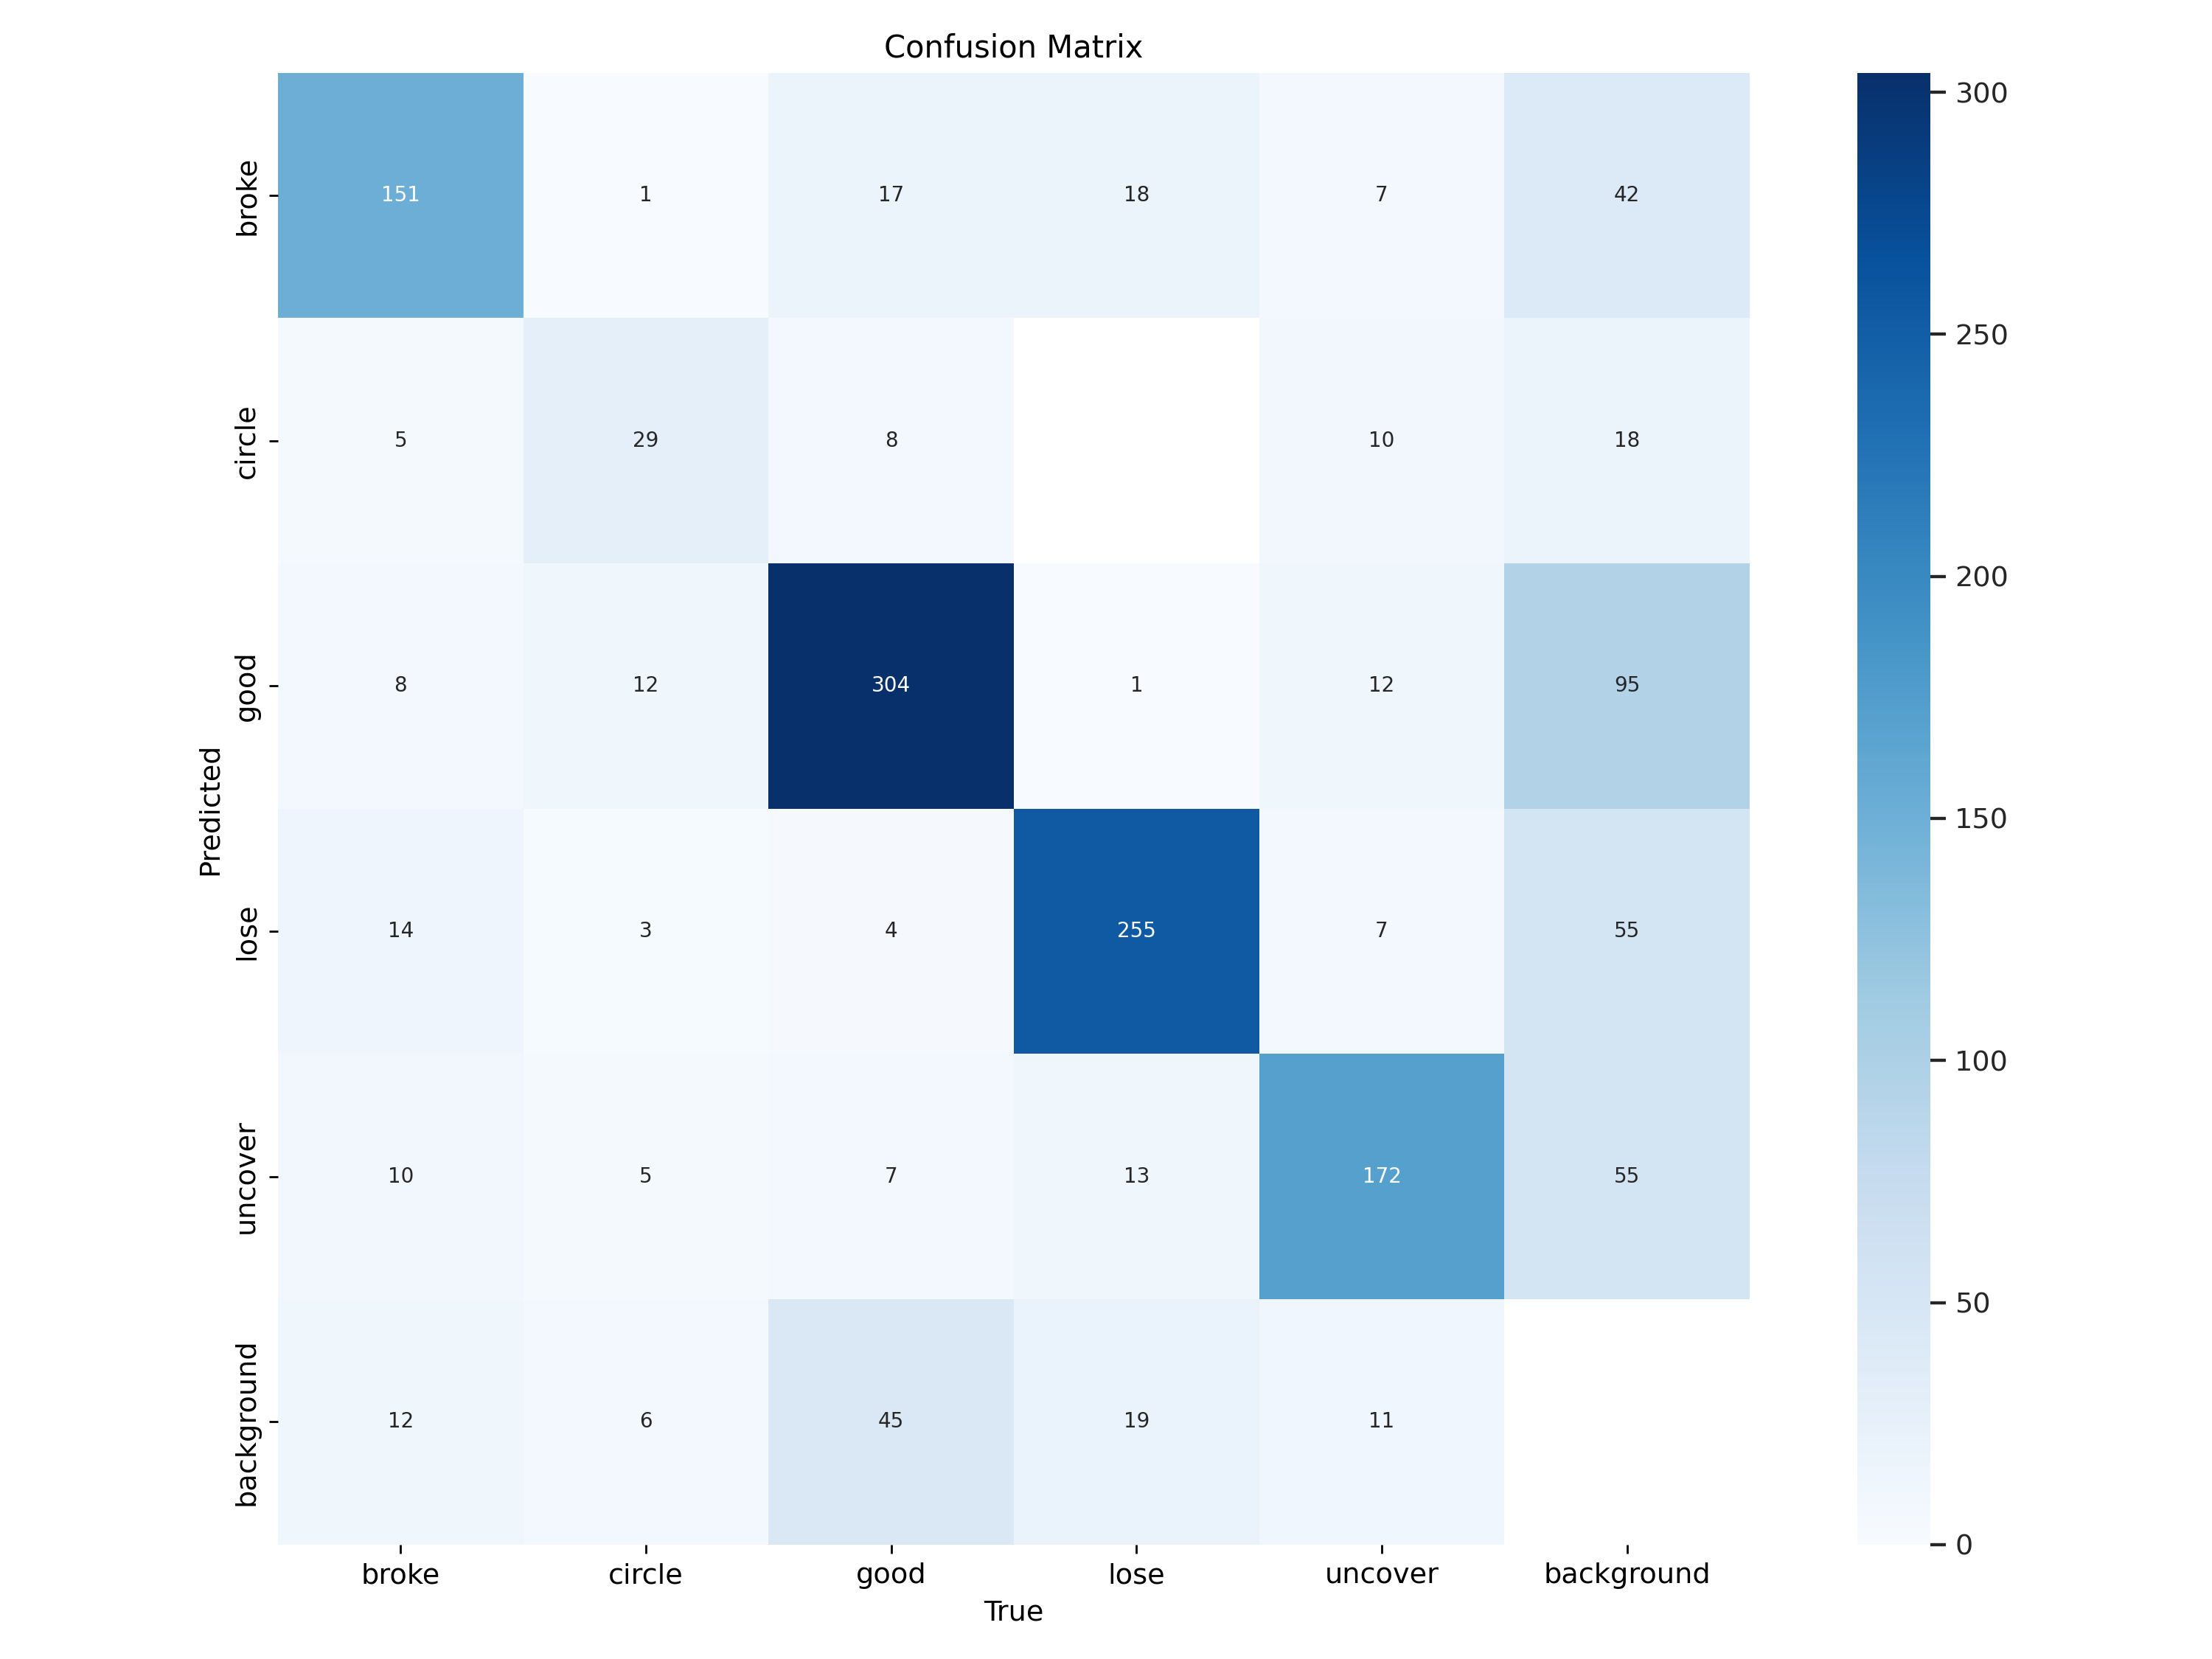 Confusion Matrix
Predicted
broke
151 1 17 18 7 42
circle
5 29 8 10 18
good
8 12 304 1 12 95
lose
14 3 4 255 7 55
uncover
10 5 7 13 172 55
background
12 6 45 19 11
broke circle good lose uncover background
True
300
250
200
150
100
50
0